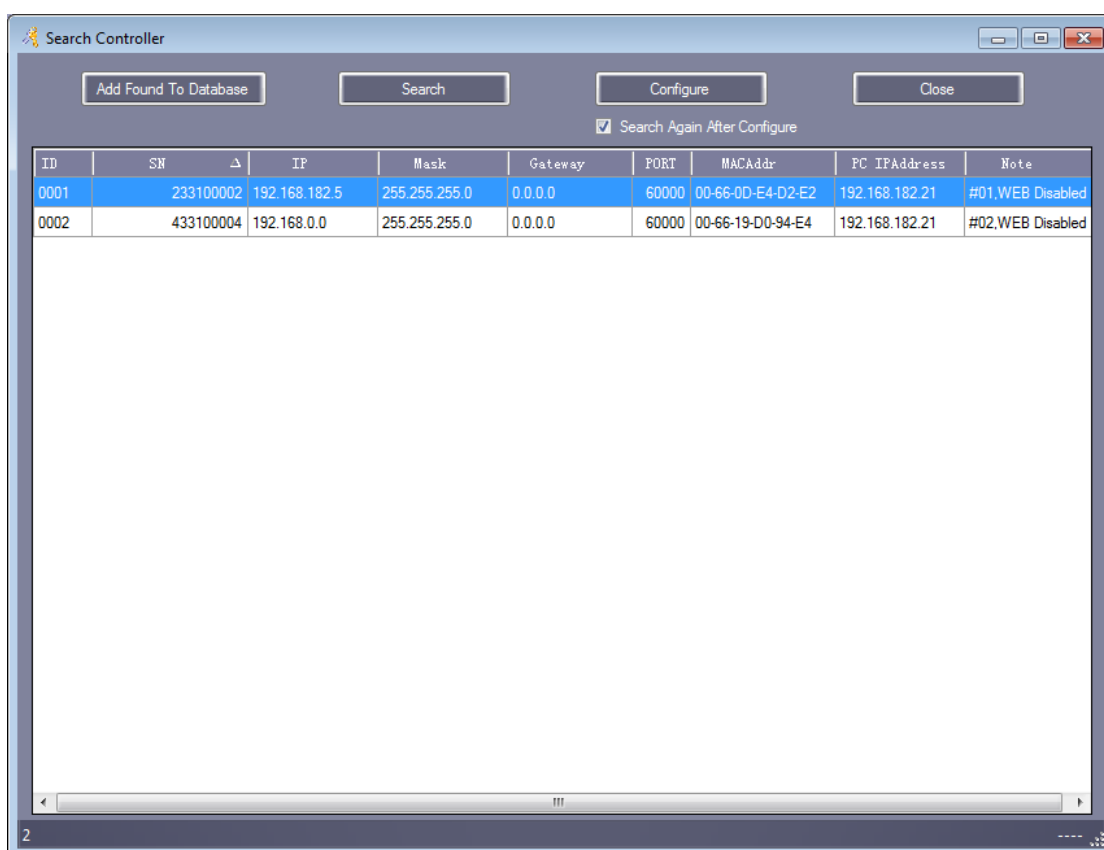 Search Controller
Add Found To Database Search Configure Close
Search Again After Configure
ID SN Δ IP Mask Gateway PORT MACAddr PC IPAddress Note
0001 233100002 192.168.182.5 255.255.255.0 0.0.0.0 60000 00-66-0D-E4-D2-E2 192.168.182.21 #01,WEB Disabled
0002 433100004 192.168.0.0 255.255.255.0 0.0.0.0 60000 00-66-19-D0-94-E4 192.168.182.21 #02,WEB Disabled
2 ----